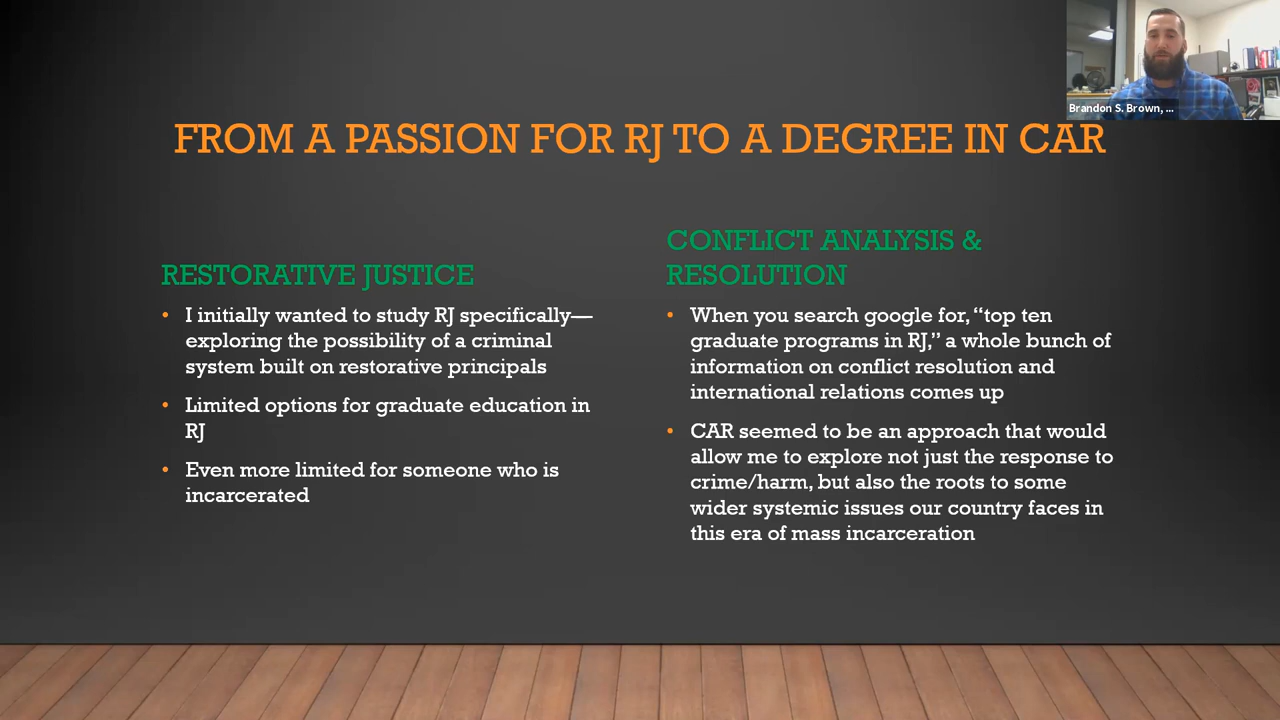 Brandon S. Brown, ...
FROM A PASSION FOR RJ TO A DEGREE IN CAR
RESTORATIVE JUSTICE
• I initially wanted to study RJ specifically—
exploring the possibility of a criminal
system built on restorative principals
• Limited options for graduate education in
RJ
• Even more limited for someone who is
incarcerated
CONFLICT ANALYSIS &
RESOLUTION
• When you search google for, “top ten
graduate programs in RJ,” a whole bunch of
information on conflict resolution and
international relations comes up
• CAR seemed to be an approach that would
allow me to explore not just the response to
crime/harm, but also the roots to some
wider systemic issues our country faces in
this era of mass incarceration